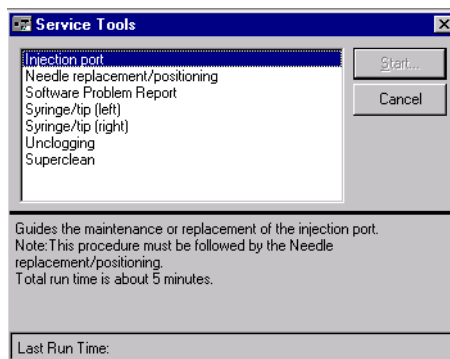 Service Tools
Injection port
Needle replacement/positioning
Software Problem Report
Syringe/tip (left)
Syringe/tip (right)
Unclogging
Superclean
Start...
Cancel
Guides the maintenance or replacement of the injection port.
Note:This procedure must be followed by the Needle
replacement/positioning.
Total run time is about 5 minutes.
Last Run Time: